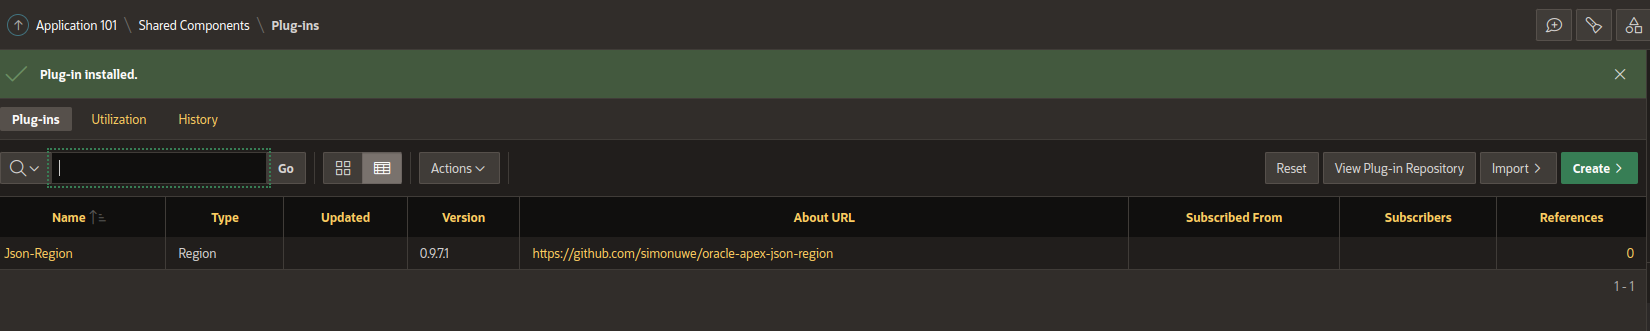 Application 101 \ Shared Components \ Plug-ins
Plug-in installed.
Plug-ins Utilization History
Go Actions Reset View Plug-in Repository Import > Create >
Name Type Updated Version About URL Subscribed From Subscribers References
Json-Region Region 0.9.7.1 https://github.com/simonuwe/oracle-apex-json-region 0
1 - 1